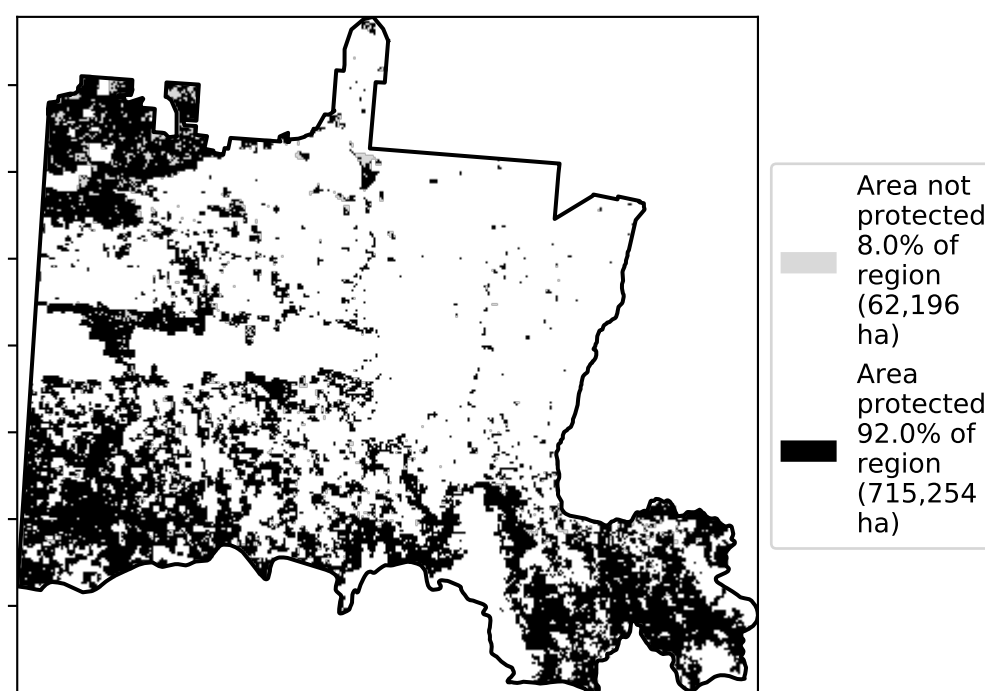 Area not
protected
8.0% of
region
(62,196
ha)
Area
protected
92.0% of
region
(715,254
ha)